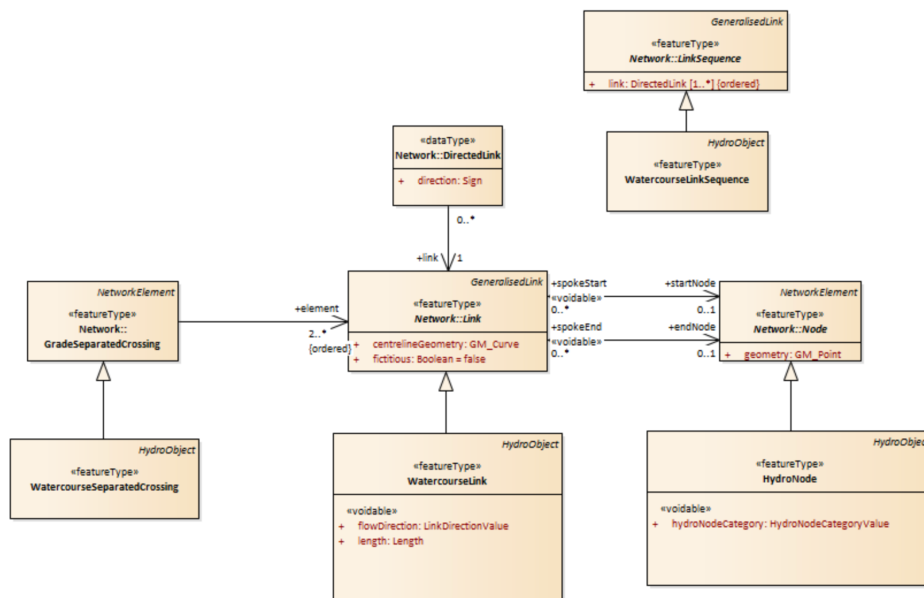 GeneralisedLink
«featureType»
Network::LinkSequence
+ link: DirectedLink [1..*] {ordered}
HydroObject
«featureType»
WatercourseLinkSequence
«dataType»
Network::DirectedLink
+ direction: Sign
0..*
+link 1
NetworkElement
«featureType»
Network::
GradeSeparatedCrossing
+element
2..*
{ordered}
GeneralisedLink
«featureType»
Network::Link
+ centrelineGeometry: GM_Curve
+ fictitious: Boolean = false
+spokeStart
«voidable»
0..*
+startNode
0..1
+spokeEnd
«voidable»
0..*
+endNode
0..1
NetworkElement
«featureType»
Network::Node
+ geometry: GM_Point
HydroObject
«featureType»
WatercourseSeparatedCrossing
HydroObject
«featureType»
WatercourseLink
«voidable»
+ flowDirection: LinkDirectionValue
+ length: Length
HydroObject
«featureType»
HydroNode
«voidable»
+ hydroNodeCategory: HydroNodeCategoryValue